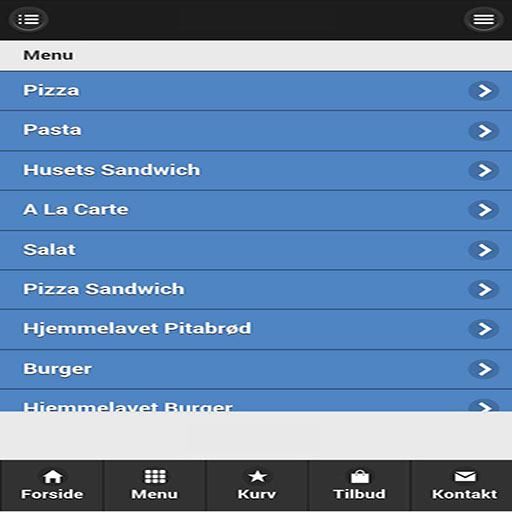 Menu
Pizza
Pasta
Husets Sandwich
A La Carte
Salat
Pizza Sandwich
Hjemmelavet Pitabrød
Burger
Hjemmelavet Burger
Forside Menu Kurv Tilbud Kontakt